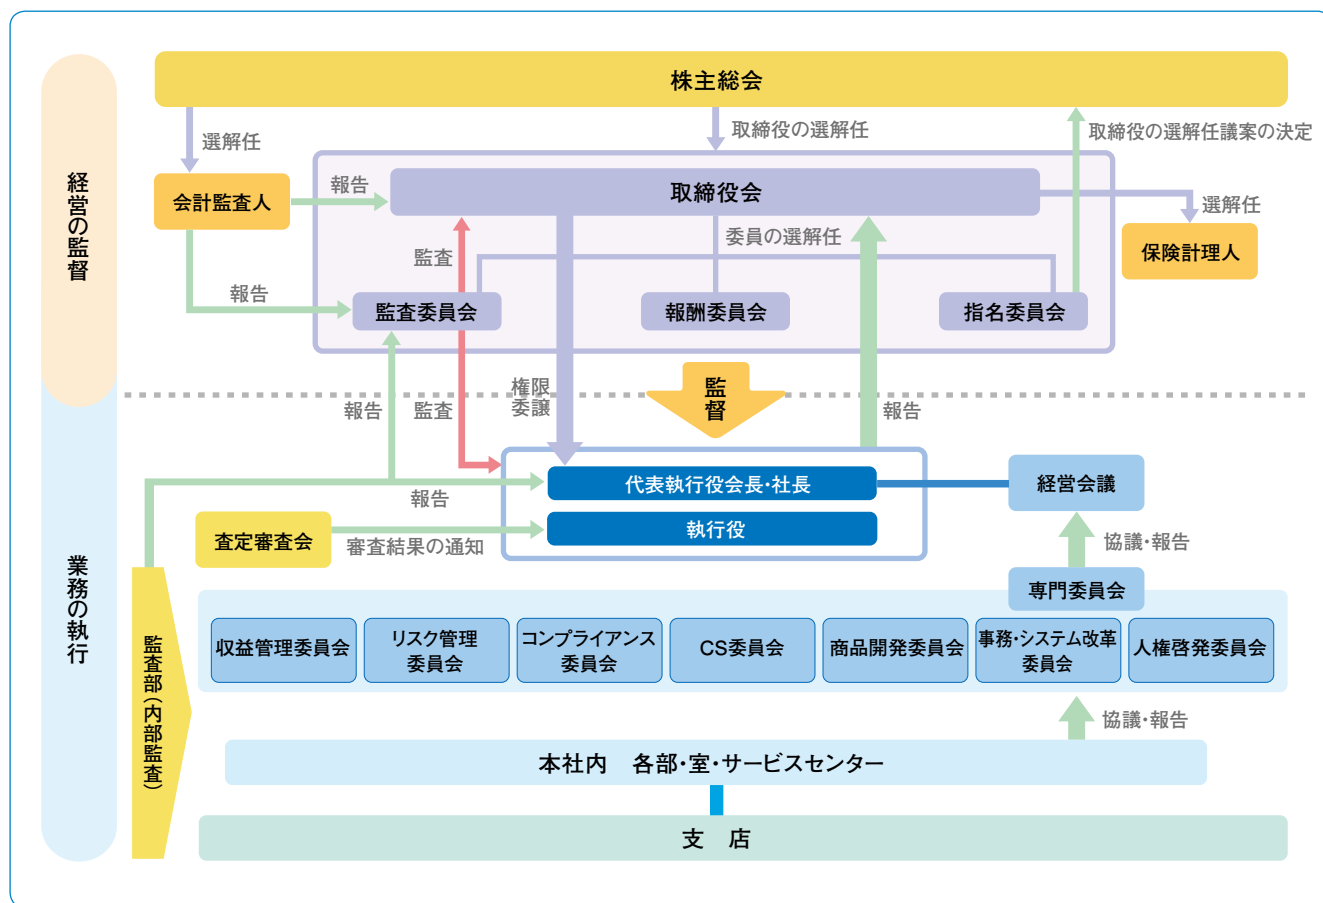 株主総会
選解任
取締役の選解任
取締役の選解任議案の決定
経営の監督
会計監査人
報告
取締役会
選解任
保険計理人
監査
委員の選解任
報告
監査委員会
報酬委員会
指名委員会
報告
監査
権限
委譲
監督
報告
業務の執行
代表執行役会長・社長
経営会議
報告
査定審査会
審査結果の通知
執行役
協議・報告
専門委員会
監査部(内部監査)
収益管理委員会
リスク管理
委員会
コンプライアンス
委員会
CS委員会
商品開発委員会
事務・システム改革
委員会
人権啓発委員会
協議・報告
本社内 各部・室・サービスセンター
支 店